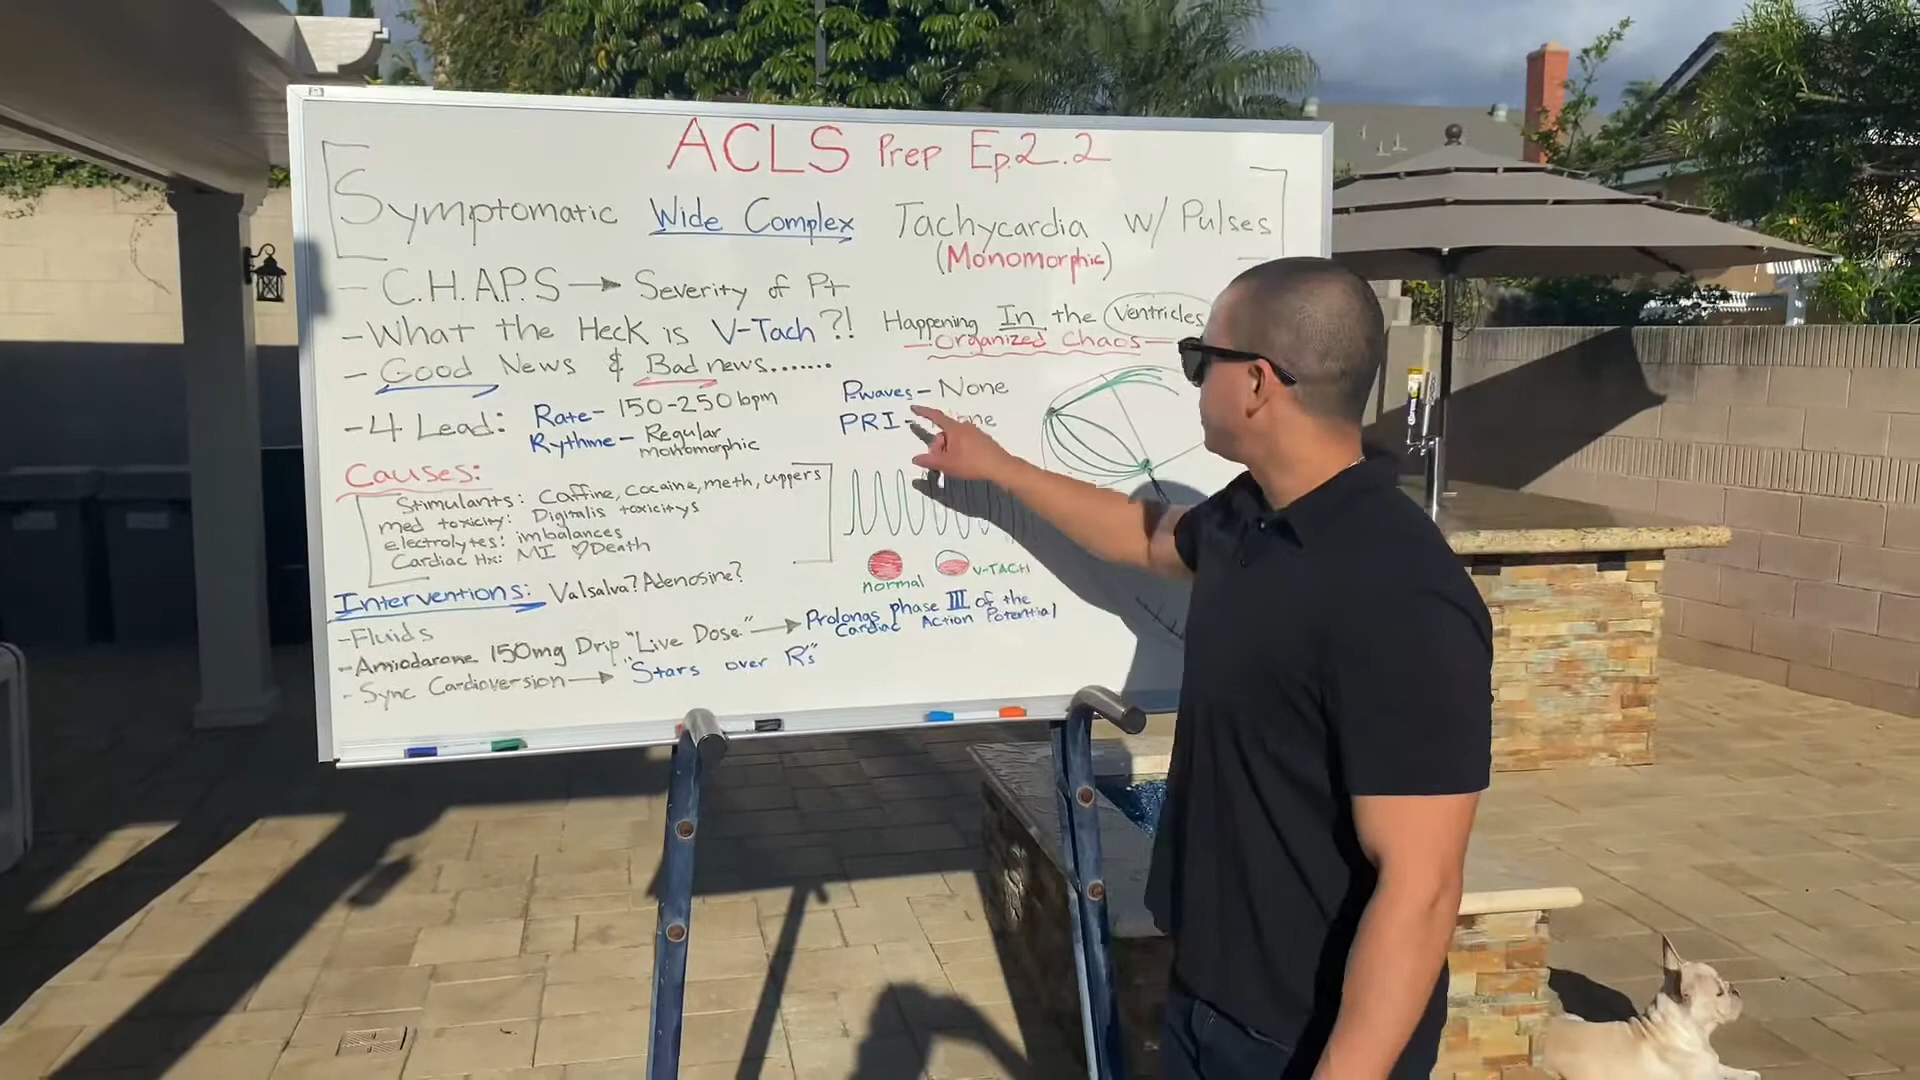 ACLS Prep Ep.2.2
Symptomatic Wide Complex Tachycardia w/ Pulses
(Monomorphic)
- C.H.A.P.S → Severity of Pt
- What the Heck is V-Tach?!
Happening In the Ventricles
Organized Chaos
- Good News & Bad news.......
- 4 Lead: Rate- 150-250 bpm
Rythme- Regular
monomorphic
Pwaves- None
PRI-
Causes:
Stimulants: Caffine, Cocaine, meth, uppers
med toxicity: Digitalis toxicitys
electrolytes: imbalances
Cardiac Hx: MI ♡Death
normal
V-TACH
Interventions: Valsalva? Adenosine?
-Fluids
-Amiodarone 150mg Drip "Live Dose" → Prolongs phase III of the
Cardiac Action Potential
- Sync Cardioversion → "Stars over R's"